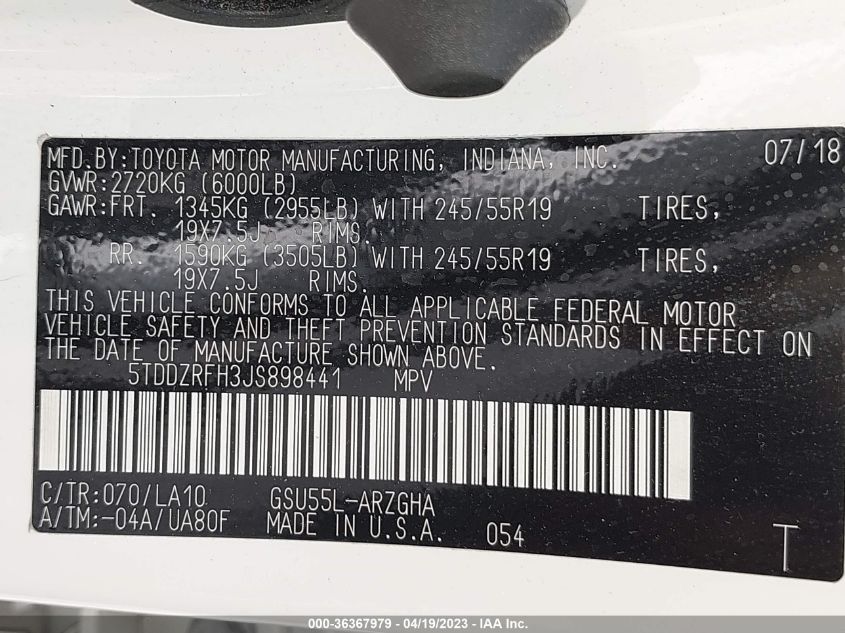 MFD.BY:TOYOTA MOTOR MANUFACTURING, INDIANA, INC. 07/18
GVWR:2720KG (6000LB)
GAWR:FRT. 1345KG (2955LB) WITH 245/55R19 TIRES,
19X7.5J RIMS.
RR. 1590KG (3505LB) WITH 245/55R19 TIRES,
19X7.5J RIMS.
THIS VEHICLE CONFORMS TO ALL APPLICABLE FEDERAL MOTOR
VEHICLE SAFETY AND THEFT PREVENTION STANDARDS IN EFFECT ON
THE DATE OF MANUFACTURE SHOWN ABOVE.
5TDDZRFH3JS898441 MPV
C/TR:070/LA10 GSU55L-ARZGHA
A/TM:-04A/UA80F MADE IN U.S.A. 054 T
000-36367979 - 04/19/2023 - IAA Inc.